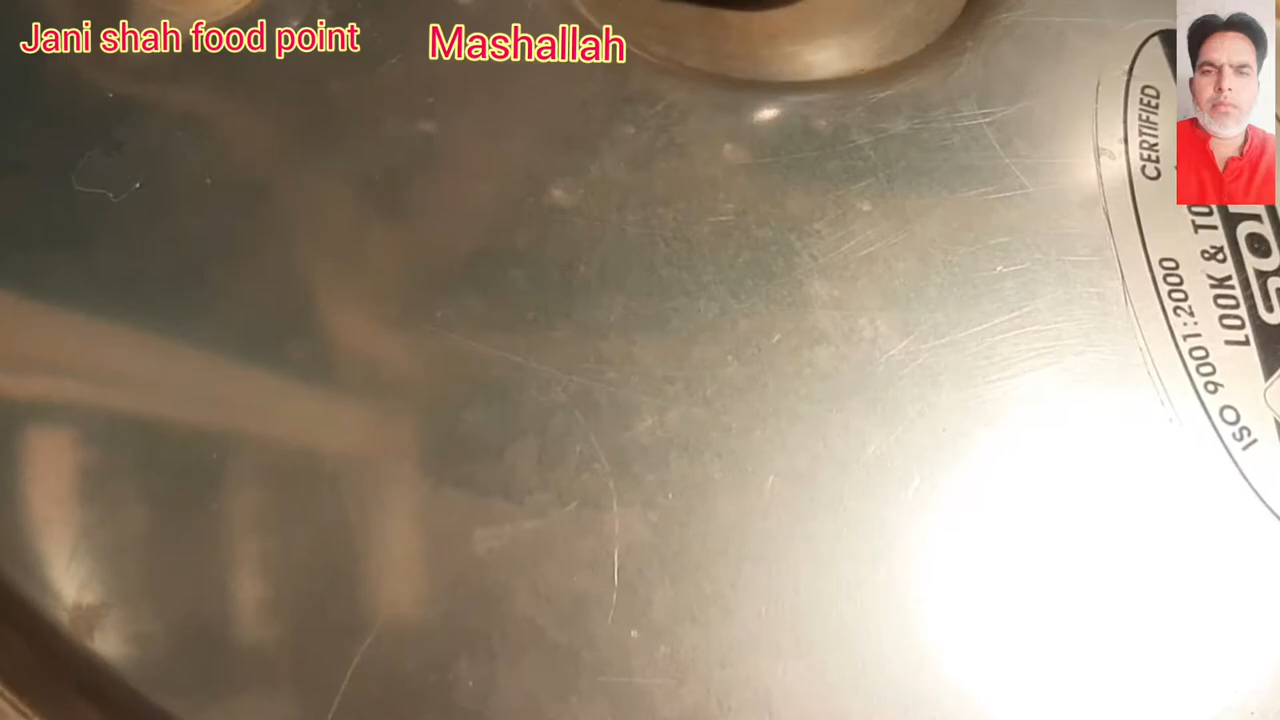 Jani shah food point
Mashallah
CERTIFIED
LOOK & TO
ISO 9001:2000